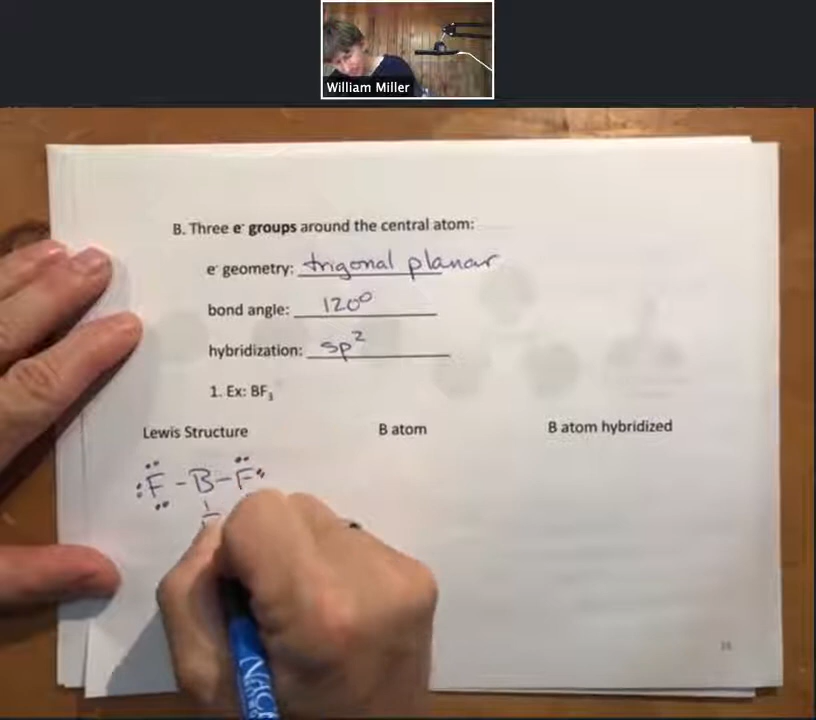 William Miller
B. Three e⁻ groups around the central atom:
e⁻ geometry: trigonal planar
bond angle: 120°
hybridization: sp²
1. Ex: BF₃
Lewis Structure B atom B atom hybridized
:F - B - F: